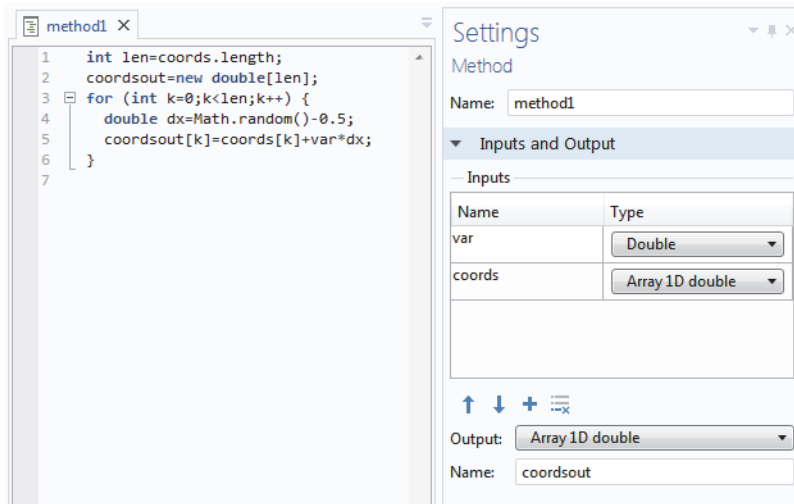 method1
1 int len=coords.length;
2 coordsout=new double[len];
3 for (int k=0;k<len;k++) {
4 double dx=Math.random()-0.5;
5 coordsout[k]=coords[k]+var*dx;
6 }
7
Settings
Method
Name: method1
Inputs and Output
Inputs
Name Type
var Double
coords Array 1D double
Output: Array 1D double
Name: coordsout